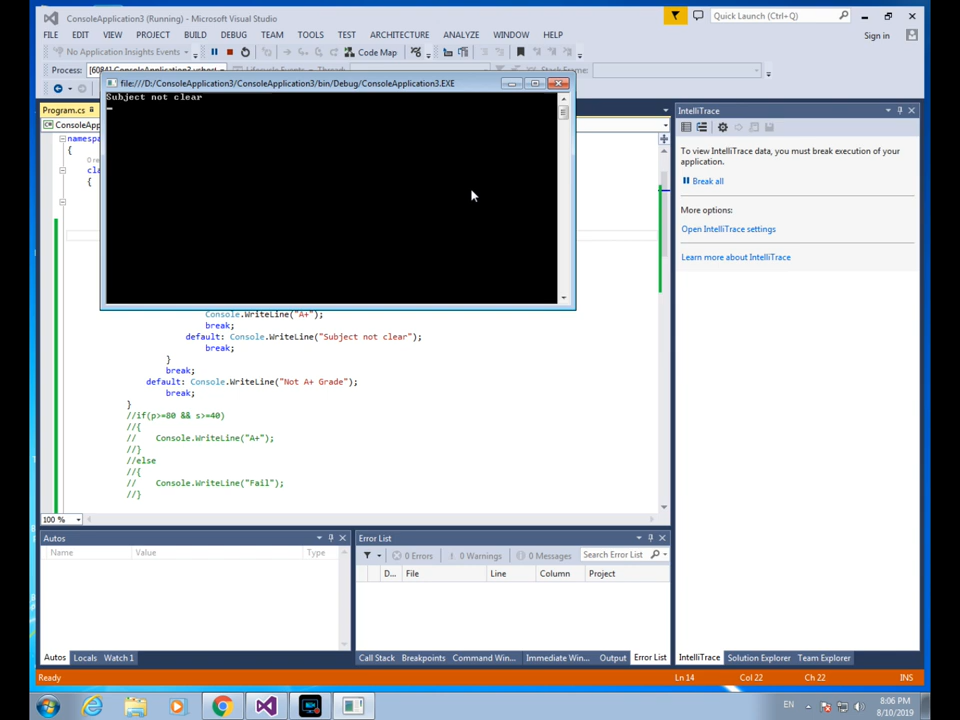 ConsoleApplication3 (Running) - Microsoft Visual Studio
Quick Launch (Ctrl+Q)
FILE EDIT VIEW PROJECT BUILD DEBUG TEAM TOOLS TEST ARCHITECTURE ANALYZE WINDOW HELP
Sign in
No Application Insights Events
Code Map
Process:
file:///D:/ConsoleApplication3/ConsoleApplication3/bin/Debug/ConsoleApplication3.EXE
Subject not clear
Program.cs
ConsoleApp
namesp
{
cla
{
Console.WriteLine("A+");
break;
default: Console.WriteLine("Subject not clear");
break;
}
break;
default: Console.WriteLine("Not A+ Grade");
break;
}
//if(p>=80 && s>=40)
//{
// Console.WriteLine("A+");
//}
//else
//{
// Console.WriteLine("Fail");
//}
100 %
IntelliTrace
To view IntelliTrace data, you must break execution of your
application.
Break all
More options:
Open IntelliTrace settings
Learn more about IntelliTrace
Autos
Name Value Type
Error List
0 Errors 0 Warnings 0 Messages Search Error List
D... File Line Column Project
Autos Locals Watch 1
Call Stack Breakpoints Command Win... Immediate Win... Output Error List
IntelliTrace Solution Explorer Team Explorer
Ready
Ln 14 Col 22 Ch 22 INS
EN
8:06 PM
8/10/2019